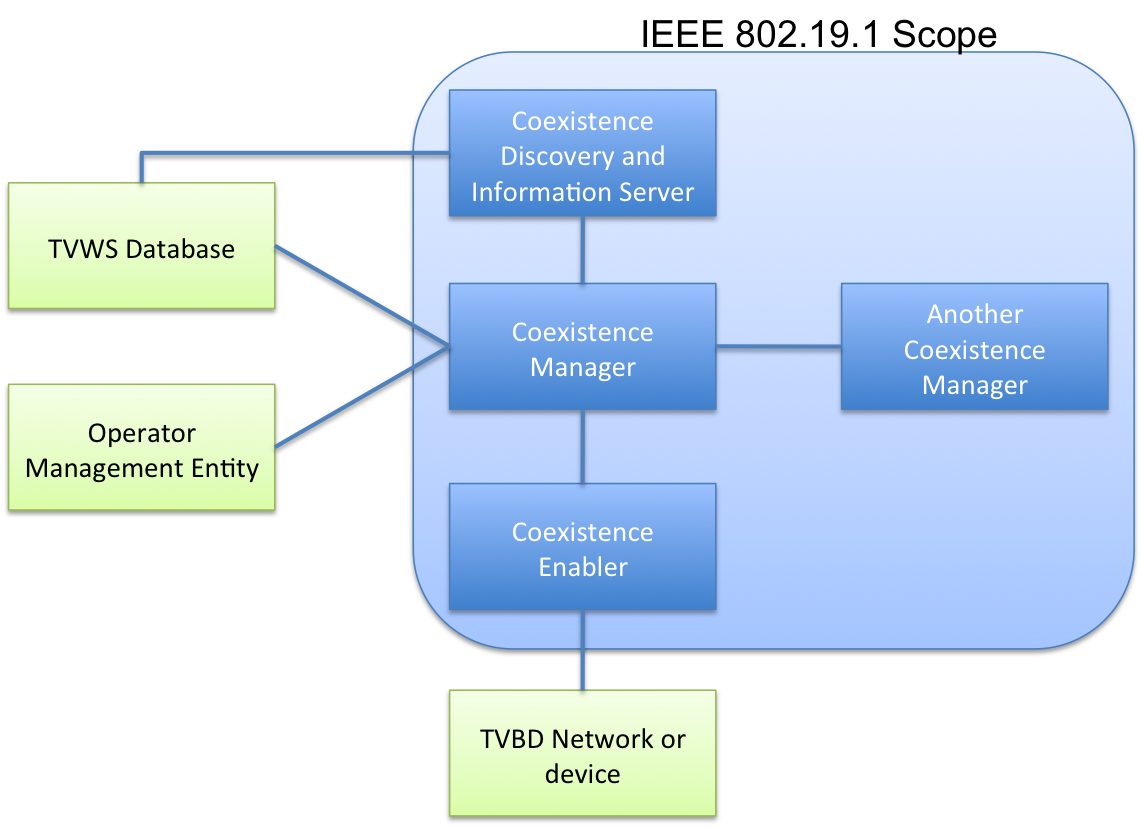 IEEE 802.19.1 Scope
Coexistence
Discovery and
Information Server
TVWS Database
Coexistence
Manager
Another
Coexistence
Manager
Operator
Management Entity
Coexistence
Enabler
TVBD Network or
device